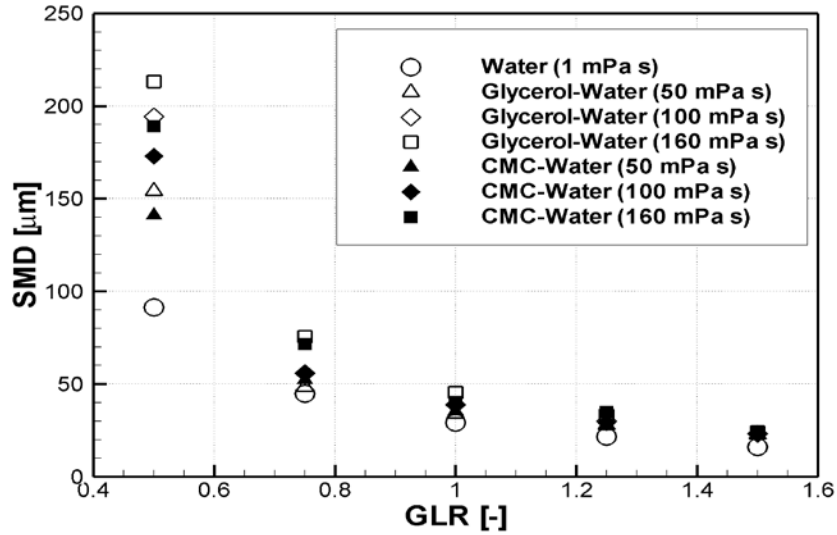 250
200
150
100
50
0
SMD [μm]
Water (1 mPa s)
Glycerol-Water (50 mPa s)
Glycerol-Water (100 mPa s)
Glycerol-Water (160 mPa s)
CMC-Water (50 mPa s)
CMC-Water (100 mPa s)
CMC-Water (160 mPa s)
0.4 0.6 0.8 1 1.2 1.4 1.6
GLR [-]